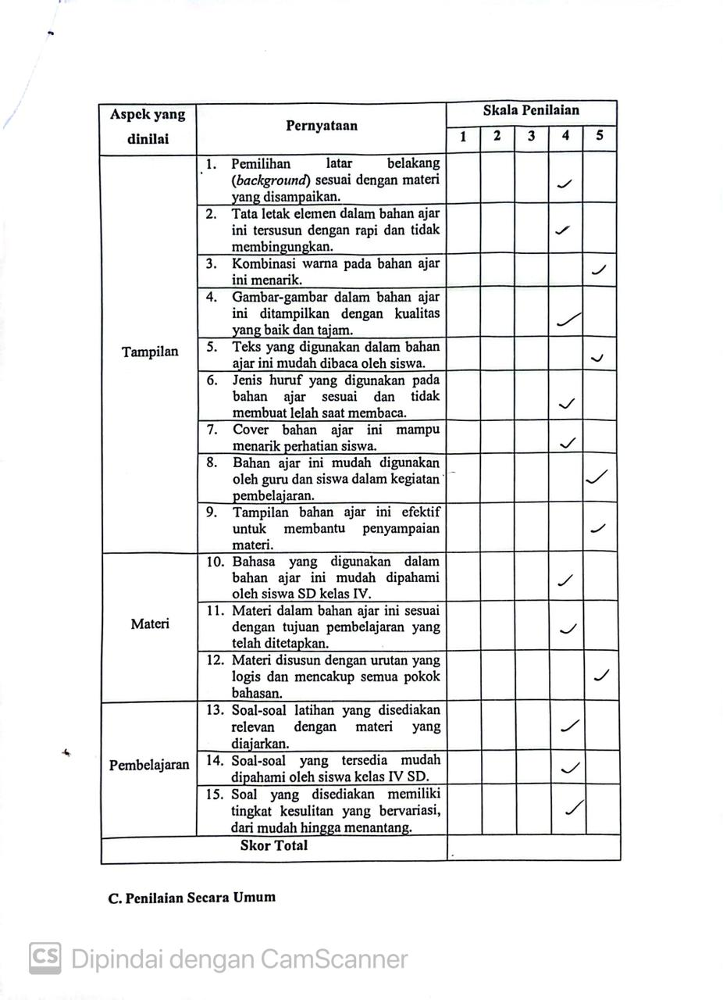 Aspek yang
dinilai
Pernyataan
Skala Penilaian
1 2 3 4 5
Tampilan
1. Pemilihan latar belakang
(background) sesuai dengan materi
yang disampaikan.
✓
2. Tata letak elemen dalam bahan ajar
ini tersusun dengan rapi dan tidak
membingungkan.
✓
3. Kombinasi warna pada bahan ajar
ini menarik.
✓
4. Gambar-gambar dalam bahan ajar
ini ditampilkan dengan kualitas
yang baik dan tajam.
✓
5. Teks yang digunakan dalam bahan
ajar ini mudah dibaca oleh siswa.
✓
6. Jenis huruf yang digunakan pada
bahan ajar sesuai dan tidak
membuat lelah saat membaca.
✓
7. Cover bahan ajar ini mampu
menarik perhatian siswa.
✓
8. Bahan ajar ini mudah digunakan
oleh guru dan siswa dalam kegiatan
pembelajaran.
✓
9. Tampilan bahan ajar ini efektif
untuk membantu penyampaian
materi.
✓
Materi
10. Bahasa yang digunakan dalam
bahan ajar ini mudah dipahami
oleh siswa SD kelas IV.
✓
11. Materi dalam bahan ajar ini sesuai
dengan tujuan pembelajaran yang
telah ditetapkan.
✓
12. Materi disusun dengan urutan yang
logis dan mencakup semua pokok
bahasan.
✓
Pembelajaran
13. Soal-soal latihan yang disediakan
relevan dengan materi yang
diajarkan.
✓
14. Soal-soal yang tersedia mudah
dipahami oleh siswa kelas IV SD.
✓
15. Soal yang disediakan memiliki
tingkat kesulitan yang bervariasi,
dari mudah hingga menantang.
✓
Skor Total
C. Penilaian Secara Umum
CS Dipindai dengan CamScanner